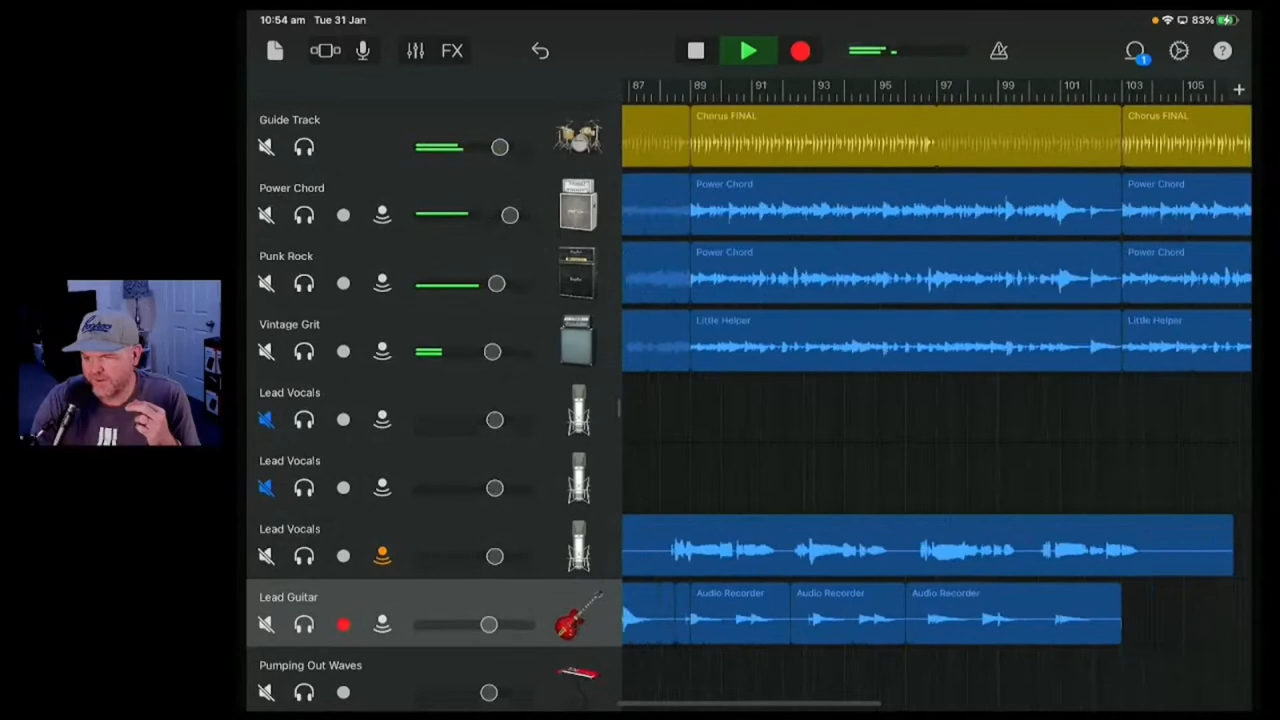 10:54 am Tue 31 Jan
83%
FX
1
?
87 89 91 93 95 97 99 101 103 105 +
Guide Track
Chorus FINAL Chorus FINAL
Power Chord
Power Chord Power Chord
Punk Rock
Power Chord Power Chord
Vintage Grit
Little Helper Little Helper
Lead Vocals
Lead Vocals
Lead Vocals
Lead Guitar
Audio Recorder Audio Recorder Audio Recorder
Pumping Out Waves